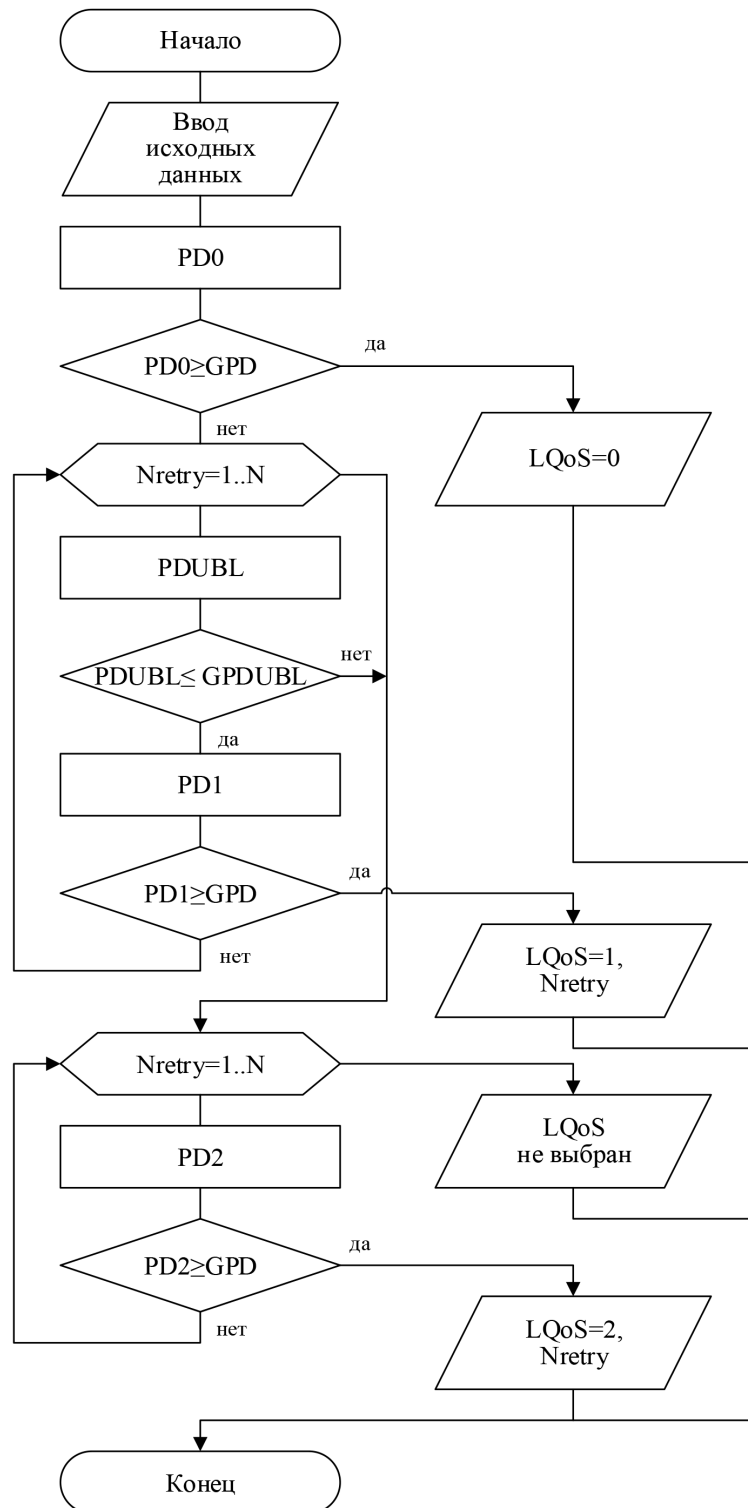 Начало
Ввод
исходных
данных
PD0
PD0≥GPD
да
нет
LQoS=0
Nretry=1..N
PDUBL
PDUBL≤ GPDUBL
нет
да
PD1
PD1≥GPD
да
нет
LQoS=1,
Nretry
Nretry=1..N
LQoS
не выбран
PD2
PD2≥GPD
да
нет
LQoS=2,
Nretry
Конец